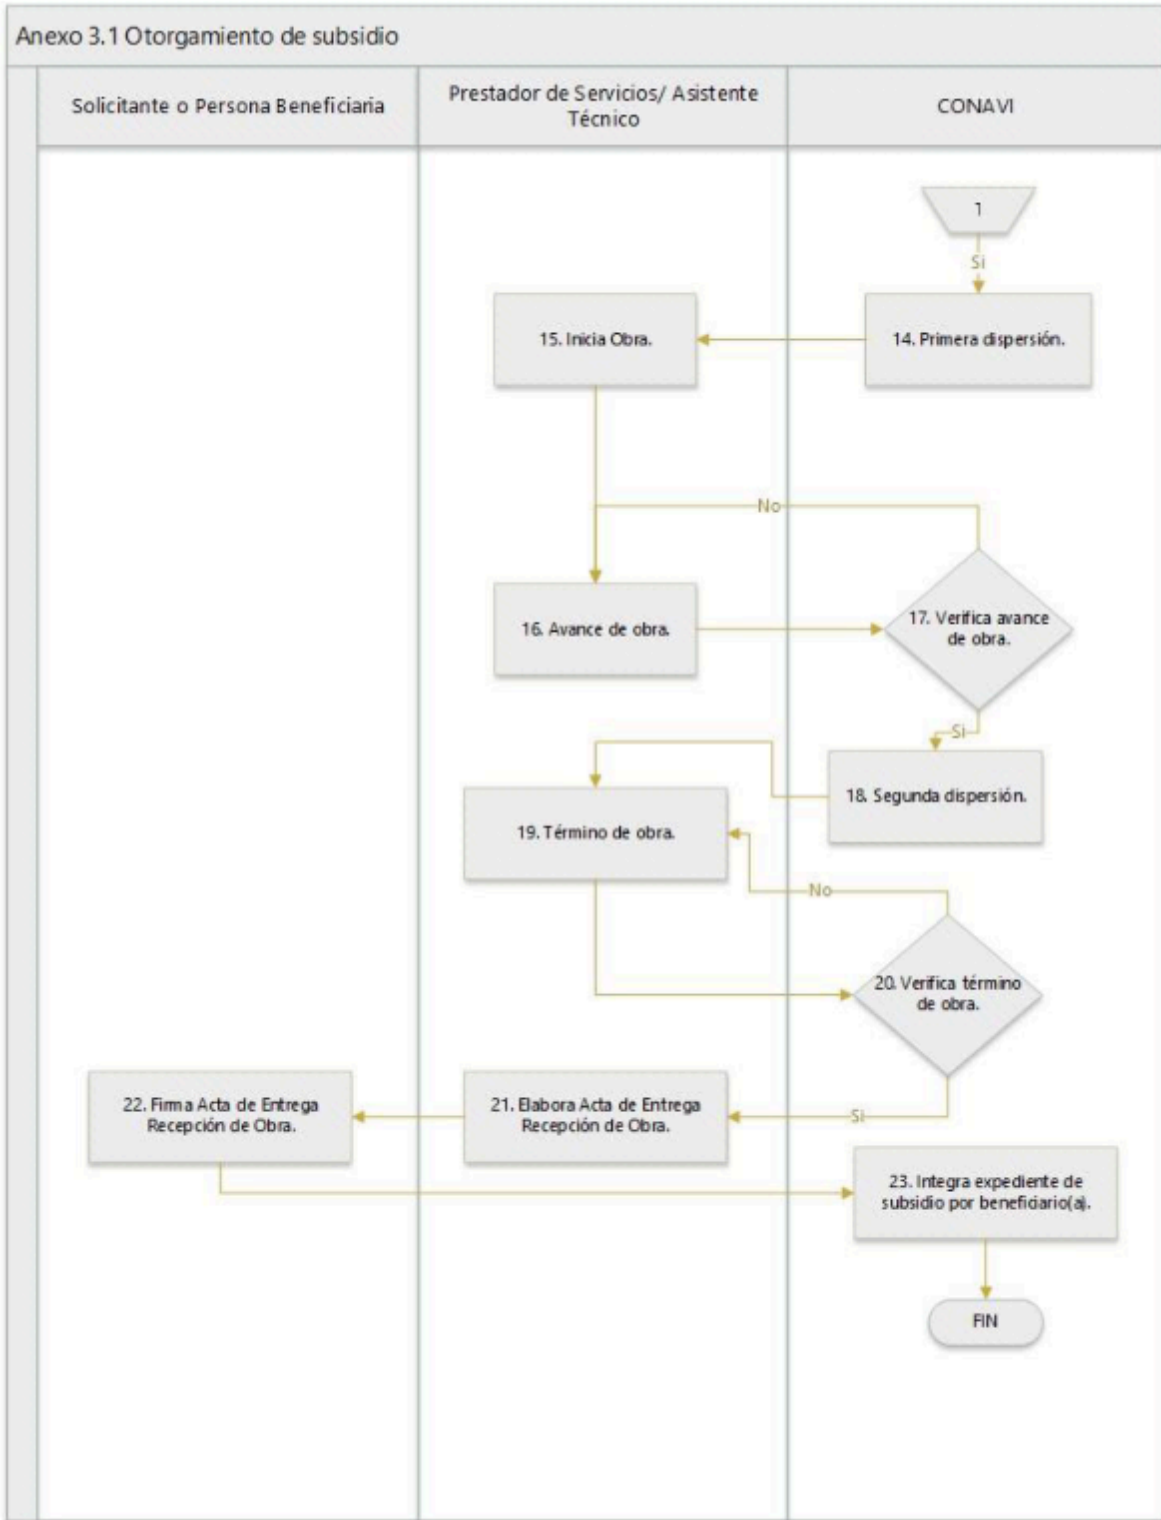 Anexo 3.1 Otorgamiento de subsidio
Solicitante o Persona Beneficiaria
Prestador de Servicios/ Asistente
Técnico
CONAVI
1
Si
14. Primera dispersión.
15. Inicia Obra.
No
16. Avance de obra.
17. Verifica avance
de obra.
Si
18. Segunda dispersión.
19. Término de obra.
No
20. Verifica término
de obra.
Si
21. Elabora Acta de Entrega
Recepción de Obra.
22. Firma Acta de Entrega
Recepción de Obra.
23. Integra expediente de
subsidio por beneficiario(a).
FIN